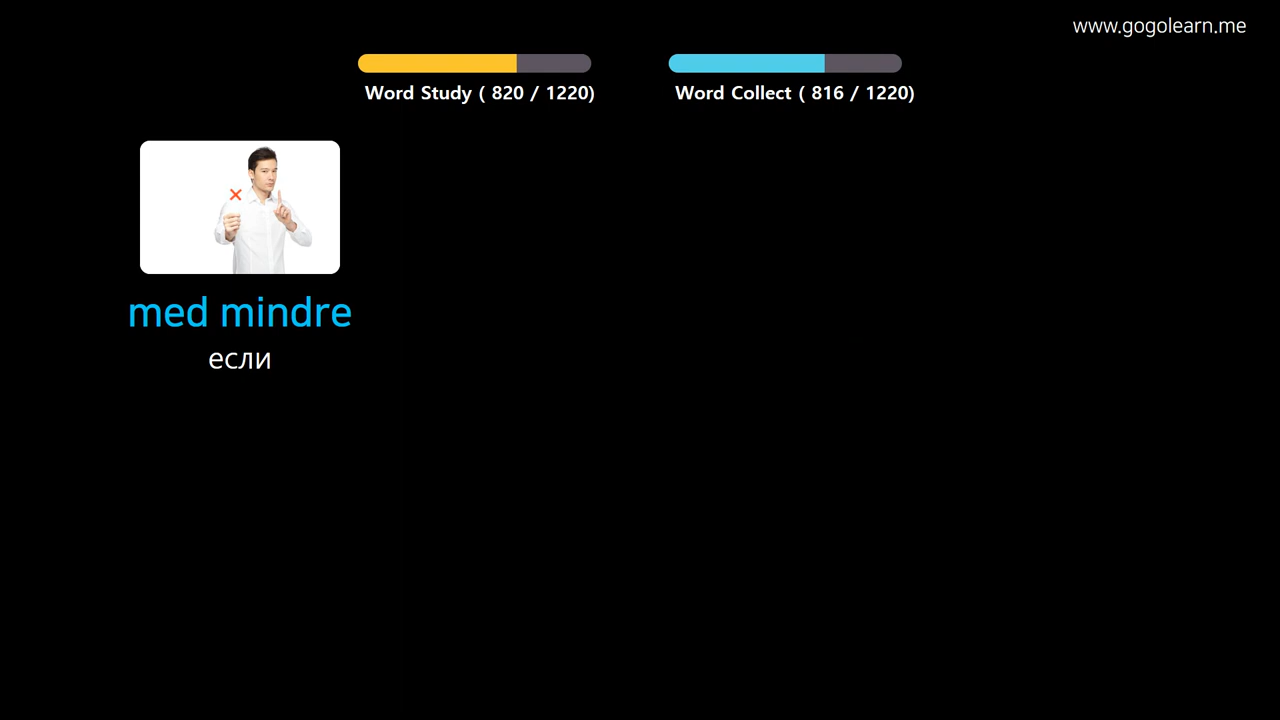 www.gogolearn.me
Word Study ( 820 / 1220)
Word Collect ( 816 / 1220)
med mindre
если